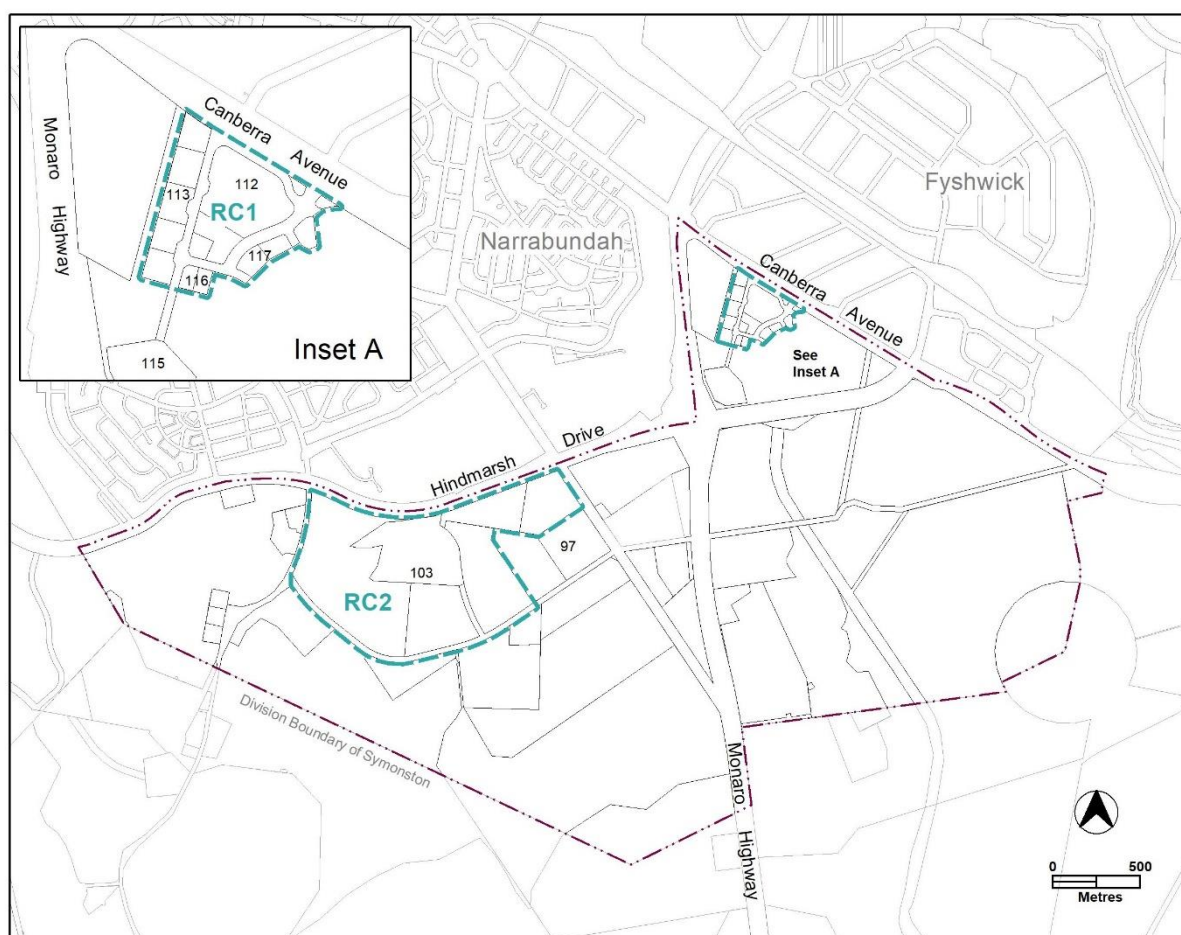 Canberra Avenue
Monaro Highway
112
113
RC1
117
116
115
Inset A
Fyshwick
Narrabundah
Canberra Avenue
See
Inset A
Hindmarsh Drive
97
103
RC2
Division Boundary of Symonston
Monaro Highway
0 500
Metres